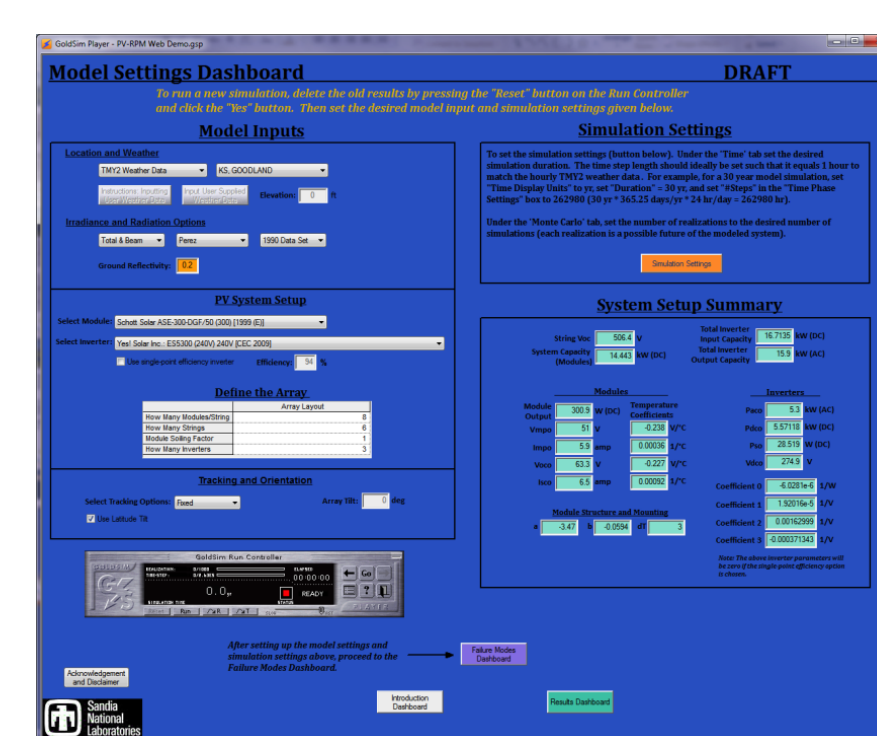 GoldSim Player - PV-RPM Web Demo.gsp
Model Settings Dashboard
DRAFT
To run a new simulation, delete the old results by pressing the "Reset" button on the Run Controller
and click the "Yes" button. Then set the desired model input and simulation settings given below.
Model Inputs
Location and Weather
TMY2 Weather Data
KS, GOODLAND
Instructions: Inputting
User Weather Data
Input User Supplied
Weather Data
Elevation: 0 ft
Irradiance and Radiation Options
Total & Beam
Perez
1990 Data Set
Ground Reflectivity: 0.2
PV System Setup
Select Module: Schott Solar ASE-300-DGF/50 (300) [1999 (E)]
Select Inverter: Yes! Solar Inc.: ES5300 (240V) 240V [CEC 2009]
Use single-point efficiency inverter
Efficiency: 94 %
Define the Array
Array Layout
How Many Modules/String 8
How Many Strings 6
Module Soiling Factor 1
How Many Inverters 3
Tracking and Orientation
Select Tracking Options: Fixed
Array Tilt: 0 deg
Use Latitude Tilt
GoldSim Run Controller
REALIZATION:
TIME-STEP:
ELAPSED
00:00:00
0.0yr
READY
SIMULATION TIME
STATUS
Go
Run
After setting up the model settings and
simulation settings above, proceed to the
Failure Modes Dashboard.
Failure Modes
Dashboard
Acknowledgement
and Disclaimer
Introduction
Dashboard
Results Dashboard
Sandia
National
Laboratories
Simulation Settings
To set the simulation settings (button below). Under the 'Time' tab set the desired
simulation duration. The time step length should ideally be set such that it equals 1 hour to
match the hourly TMY2 weather data. For example, for a 30 year model simulation, set
"Time Display Units" to yr, set "Duration" = 30 yr, and set "#Steps" in the "Time Phase
Settings" box to 262980 (30 yr * 365.25 days/yr * 24 hr/day = 262980 hr).
Under the 'Monte Carlo' tab, set the number of realizations to the desired number of
simulations (each realization is a possible future of the modeled system).
Simulation Settings
System Setup Summary
String Voc 506.4 V
System Capacity
(Modules) 14.443 kW (DC)
Total Inverter
Input Capacity 16.7135 kW (DC)
Total Inverter
Output Capacity 15.9 kW (AC)
Modules
Module
Output 300.9 W (DC)
Vmpo 51 V
Impo 5.9 amp
Voco 63.3 V
Isco 6.5 amp
Temperature
Coefficients
-0.238 V/°C
0.00036 1/°C
-0.227 V/°C
0.00092 1/°C
Module Structure and Mounting
a -3.47 b -0.0594 dT 3
Inverters
Paco 5.3 kW (AC)
Pdco 5.57118 kW (DC)
Pso 28.519 W (DC)
Vdco 274.9 V
Coefficient 0 -6.0281e-6 1/W
Coefficient 1 1.92016e-5 1/V
Coefficient 2 0.00162999 1/V
Coefficient 3 -0.000371343 1/V
Note: The above
inverter parameters will
be zero if the single-point efficiency option
is chosen.